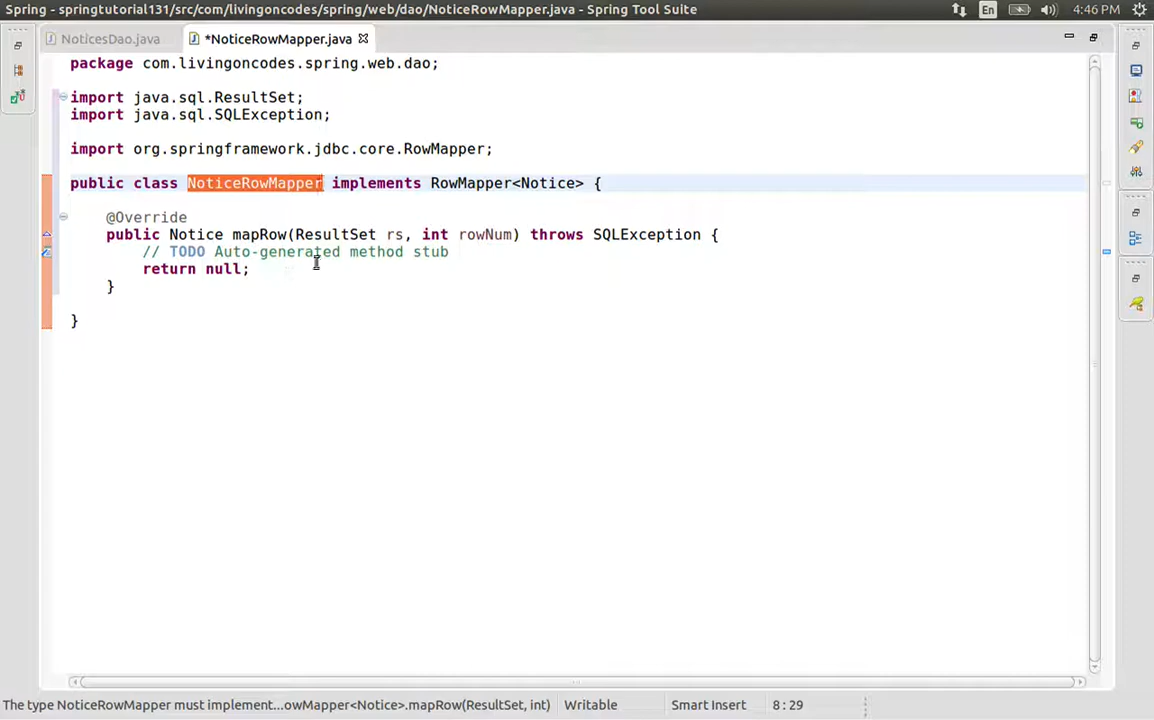 Spring - springtutorial131/src/com/livingoncodes/spring/web/dao/NoticeRowMapper.java - Spring Tool Suite
En
4:46 PM
NoticesDao.java
*NoticeRowMapper.java
package com.livingoncodes.spring.web.dao;
import java.sql.ResultSet;
import java.sql.SQLException;
import org.springframework.jdbc.core.RowMapper;
public class NoticeRowMapper implements RowMapper<Notice> {
@Override
public Notice mapRow(ResultSet rs, int rowNum) throws SQLException {
// TODO Auto-generated method stub
return null;
}
}
The type NoticeRowMapper must implement...owMapper<Notice>.mapRow(ResultSet, int)
Writable
Smart Insert
8 : 29